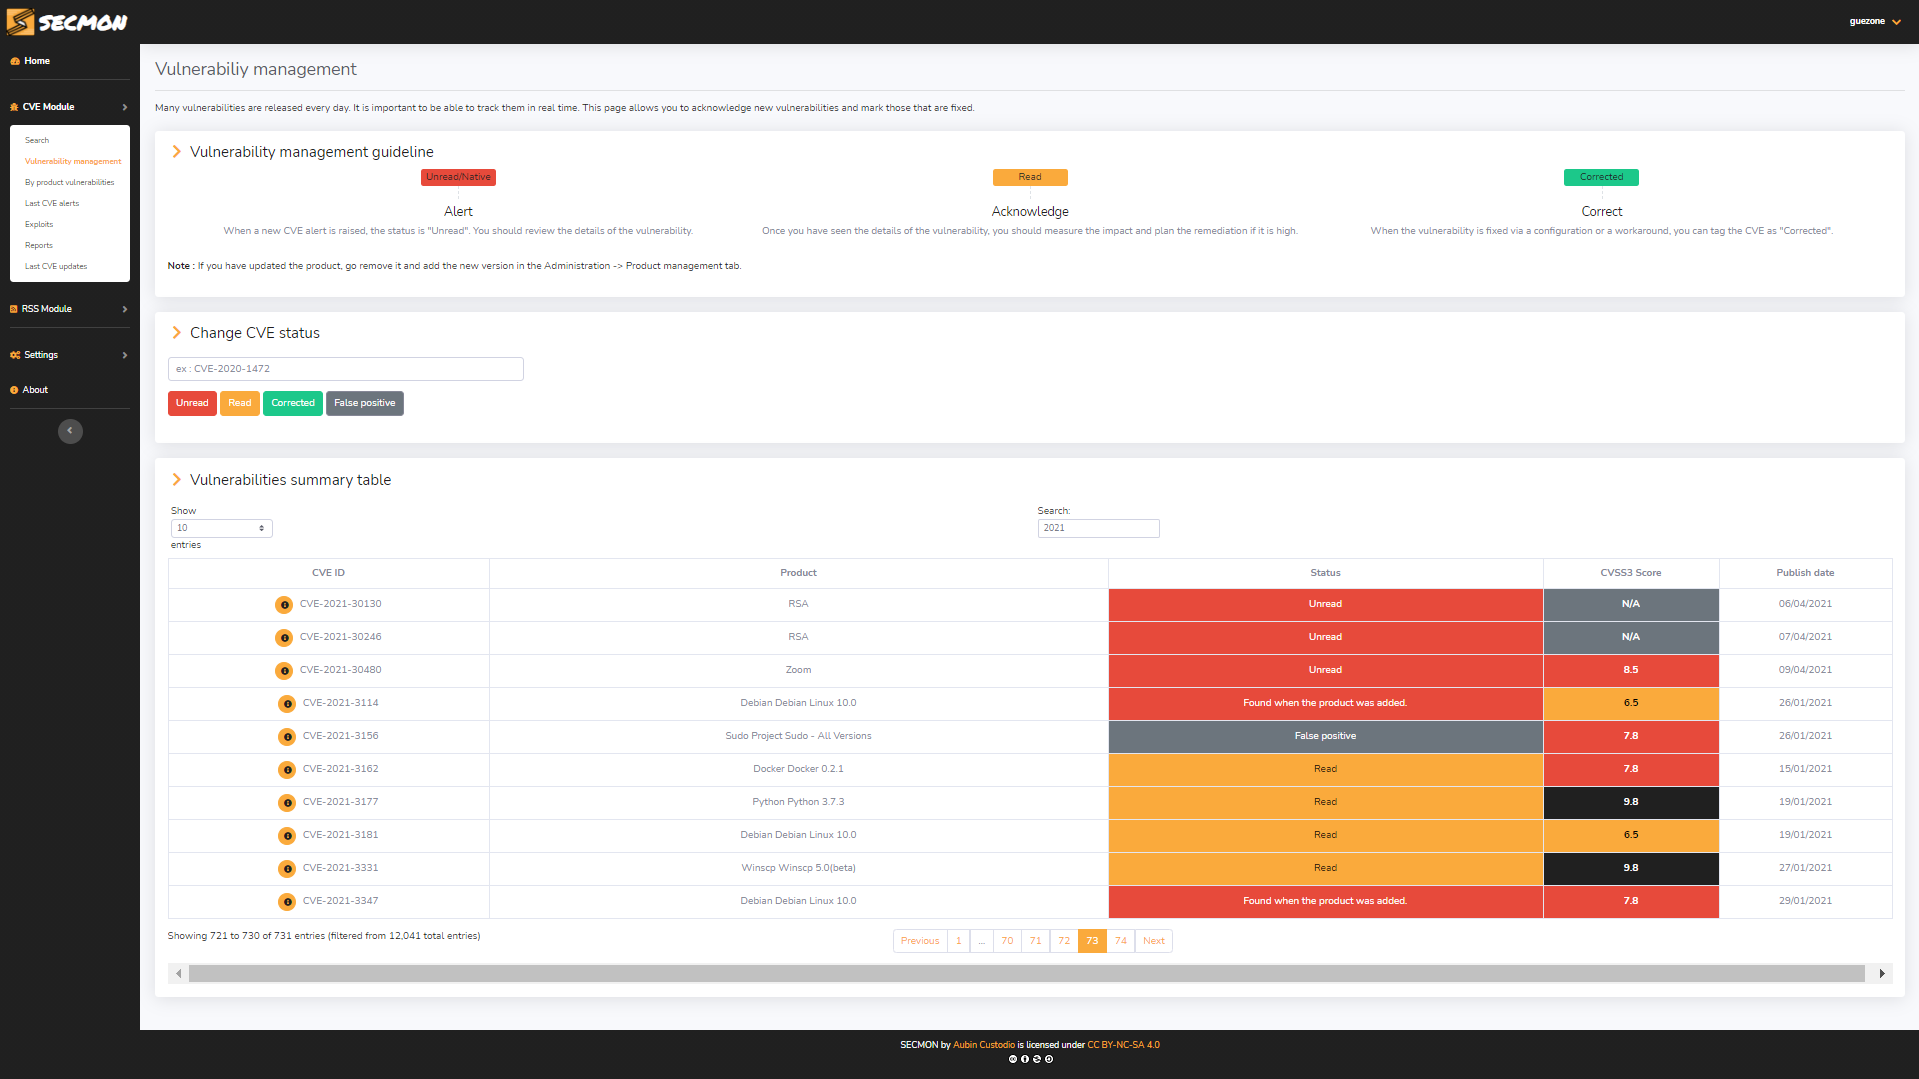 SECMON
guezone
Home
CVE Module
Search
Vulnerability management
By product vulnerabilities
Last CVE alerts
Exploits
Reports
Last CVE updates
RSS Module
Settings
About
Vulnerabiliy management
Many vulnerabilities are released every day. It is important to be able to track them in real time. This page allows you to acknowledge new vulnerabilities and mark those that are fixed.
Vulnerability management guideline
Unread/Native
Alert
When a new CVE alert is raised, the status is "Unread". You should review the details of the vulnerability.
Read
Acknowledge
Once you have seen the details of the vulnerability, you should measure the impact and plan the remediation if it is high.
Corrected
Correct
When the vulnerability is fixed via a configuration or a workaround, you can tag the CVE as "Corrected".
Note : If you have updated the product, go remove it and add the new version in the Administration -> Product management tab.
Change CVE status
ex : CVE-2020-1472
Unread Read Corrected False positive
Vulnerabilities summary table
Show
10
entries
Search:
2021
CVE ID Product Status CVSS3 Score Publish date
CVE-2021-30130 RSA Unread N/A 06/04/2021
CVE-2021-30246 RSA Unread N/A 07/04/2021
CVE-2021-30480 Zoom Unread 8.5 09/04/2021
CVE-2021-3114 Debian Debian Linux 10.0 Found when the product was added. 6.5 26/01/2021
CVE-2021-3156 Sudo Project Sudo - All Versions False positive 7.8 26/01/2021
CVE-2021-3162 Docker Docker 0.2.1 Read 7.8 15/01/2021
CVE-2021-3177 Python Python 3.7.3 Read 9.8 19/01/2021
CVE-2021-3181 Debian Debian Linux 10.0 Read 6.5 19/01/2021
CVE-2021-3331 Winscp Winscp 5.0(beta) Read 9.8 27/01/2021
CVE-2021-3347 Debian Debian Linux 10.0 Found when the product was added. 7.8 29/01/2021
Showing 721 to 730 of 731 entries (filtered from 12,041 total entries)
Previous 1 ... 70 71 72 73 74 Next
SECMON by Aubin Custodio is licensed under CC BY-NC-SA 4.0